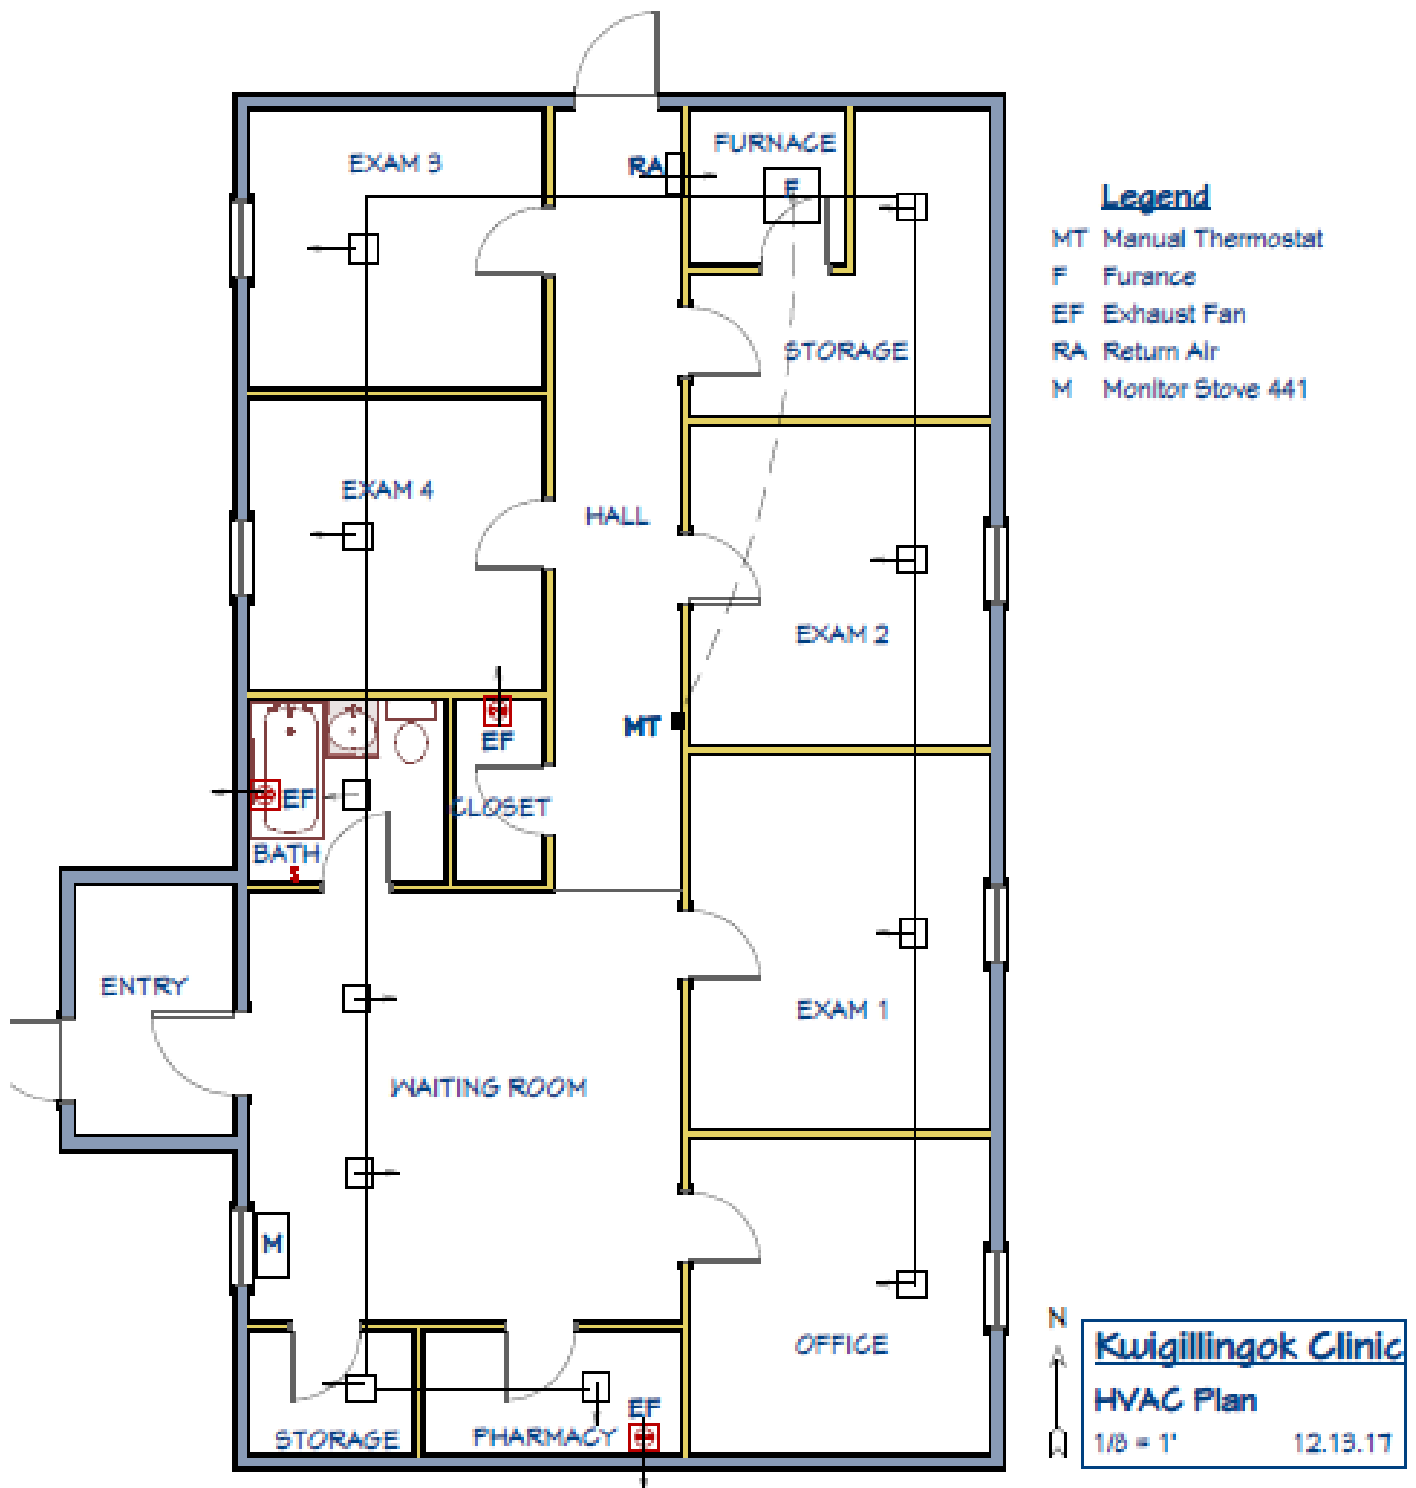 EXAM 3
FURNACE
RA
F
Legend
MT Manual Thermostat
F Furance
EF Exhaust Fan
RA Return Air
M Monitor Stove 441
STORAGE
EXAM 4
HALL
EXAM 2
MT
EF
EF
CLOSET
BATH
S
ENTRY
EXAM 1
WAITING ROOM
M
OFFICE
EF
STORAGE
PHARMACY
N
Kwigillingok Clinic
HVAC Plan
1/8 = 1'
12.13.17